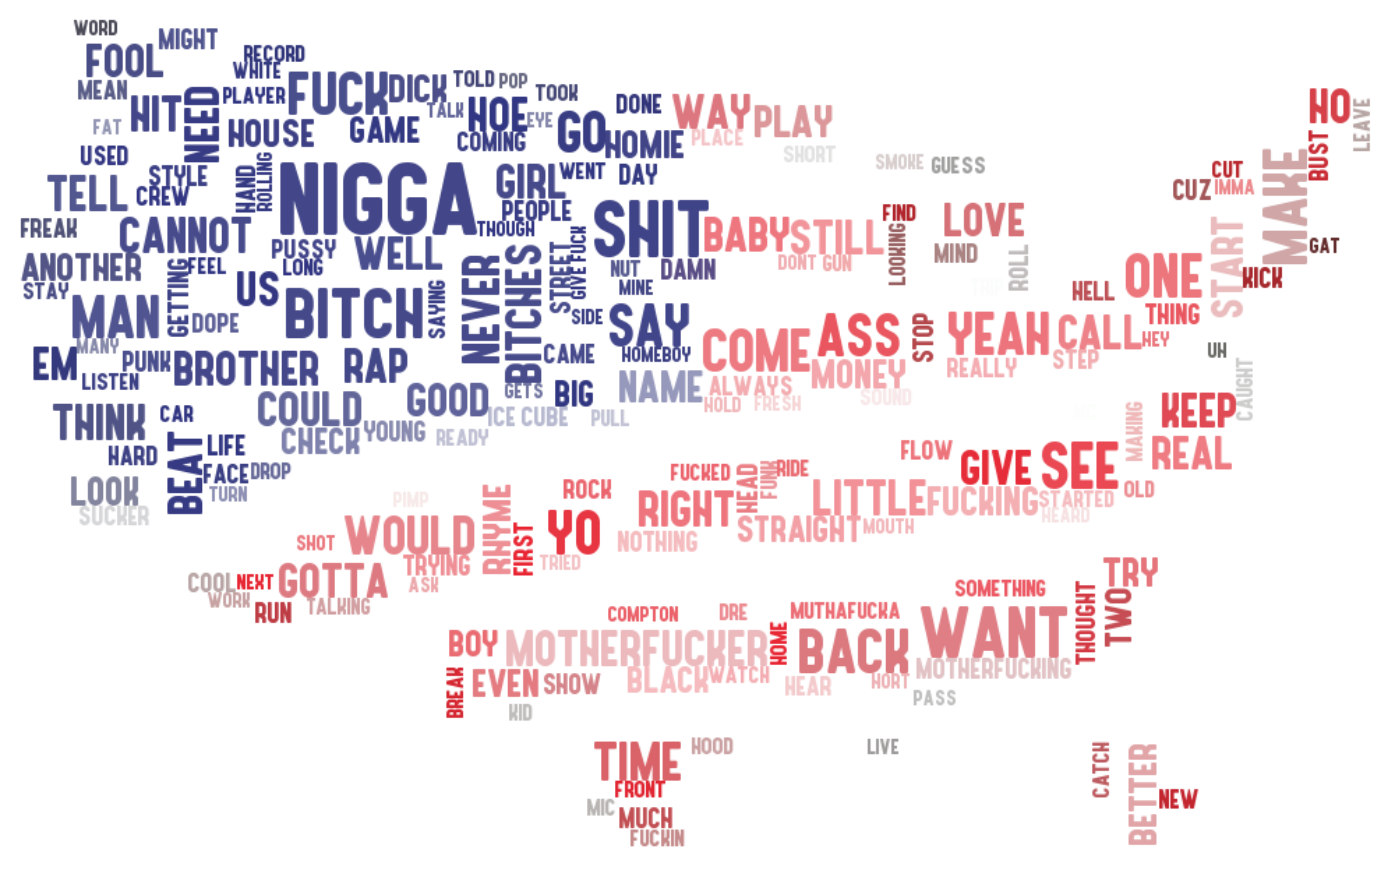 WORD
MIGHT
FOOL
RECORD
WHITE
MEAN
PLAYER
FUCK
DICK
TOLD
POP
TOOK
HIT
NEED
TALK
HOE
EYE
DONE
WAY
PLAY
HO
LEAVE
FAT
HOUSE
GAME
COMING
GO
HOMIE
PLACE
SHORT
BUST
USED
STYLE
HAND
ROLLING
NIGGA
GIRL
WENT
DAY
SMOKE
GUESS
CUT
CUZ
IMMA
MAKE
TELL
CREW
PEOPLE
THOUGH
SHIT
BABY
STILL
FIND
LOVE
FREAK
CANNOT
PUSSY
WELL
STREET
FUCK
GIVE
DONT
GUN
LOOKING
MIND
ROLL
START
GAT
ANOTHER
FEEL
LONG
NEVER
BITCHES
NUT
DAMN
MINE
ONE
KICK
STAY
GETTING
US
BITCH
SAYING
TRIP
HELL
THING
MAN
DOPE
SIDE
SAY
COME
ASS
STOP
YEAH
CALL
HEY
UH
MANY
EM
PUNK
BROTHER
RAP
CAME
HOMEBOY
REALLY
STEP
LISTEN
GETS
BIG
NAME
ALWAYS
MONEY
SOUND
CAUGHT
THINK
CAR
COULD
GOOD
ICE CUBE
PULL
HOLD
FRESH
MAKING
KEEP
CHECK
YOUNG
READY
HARD
BEAT
LIFE
FLOW
GIVE
SEE
REAL
FACE
DROP
FUCKED
HEAD
FUNK
RIDE
LOOK
TURN
PIMP
RHYME
ROCK
RIGHT
LITTLE
FUCKING
STARTED
OLD
SUCKER
HEARD
SHOT
WOULD
FIRST
YO
NOTHING
STRAIGHT
MOUTH
TRYING
TRIED
COOL
NEXT
GOTTA
ASK
SOMETHING
TRY
WORK
RUN
TALKING
COMPTON
DRE
MUTHAFUCKA
THOUGHT
TWO
BOY
MOTHERFUCKER
HOME
BACK
WANT
BREAK
EVEN
SHOW
BLACK
WATCH
HEAR
HORT
MOTHERFUCKING
KID
PASS
TIME
HOOD
LIVE
CATCH
BETTER
FRONT
NEW
MIC
MUCH
FUCKIN